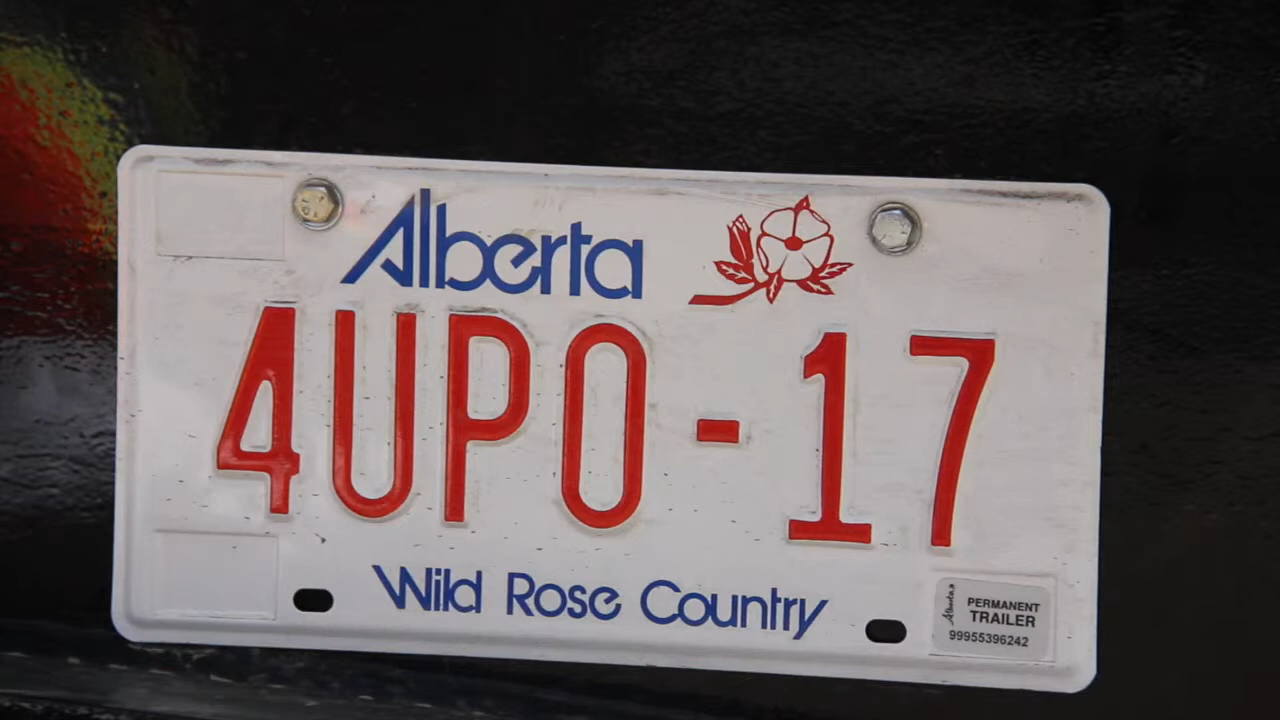 Alberta
4UP0-17
Wild Rose Country
Alberta
PERMANENT
TRAILER
99955396242